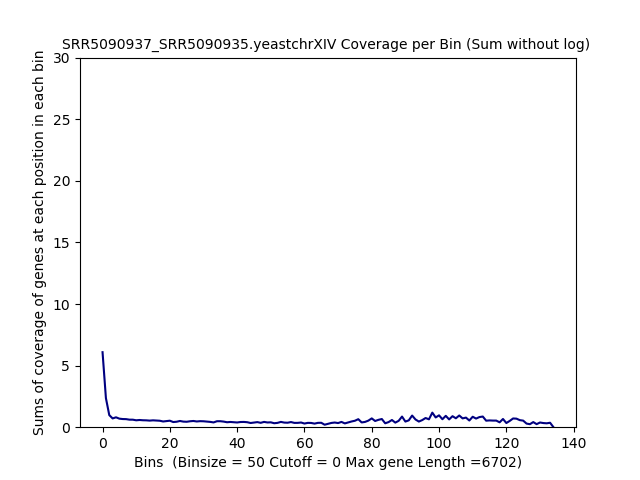 SRR5090937_SRR5090935.yeastchrXIV Coverage per Bin (Sum without log)
Sums of coverage of genes at each position in each bin
30
25
20
15
10
5
0
0 20 40 60 80 100 120 140
Bins  (Binsize = 50 Cutoff = 0 Max gene Length =6702)